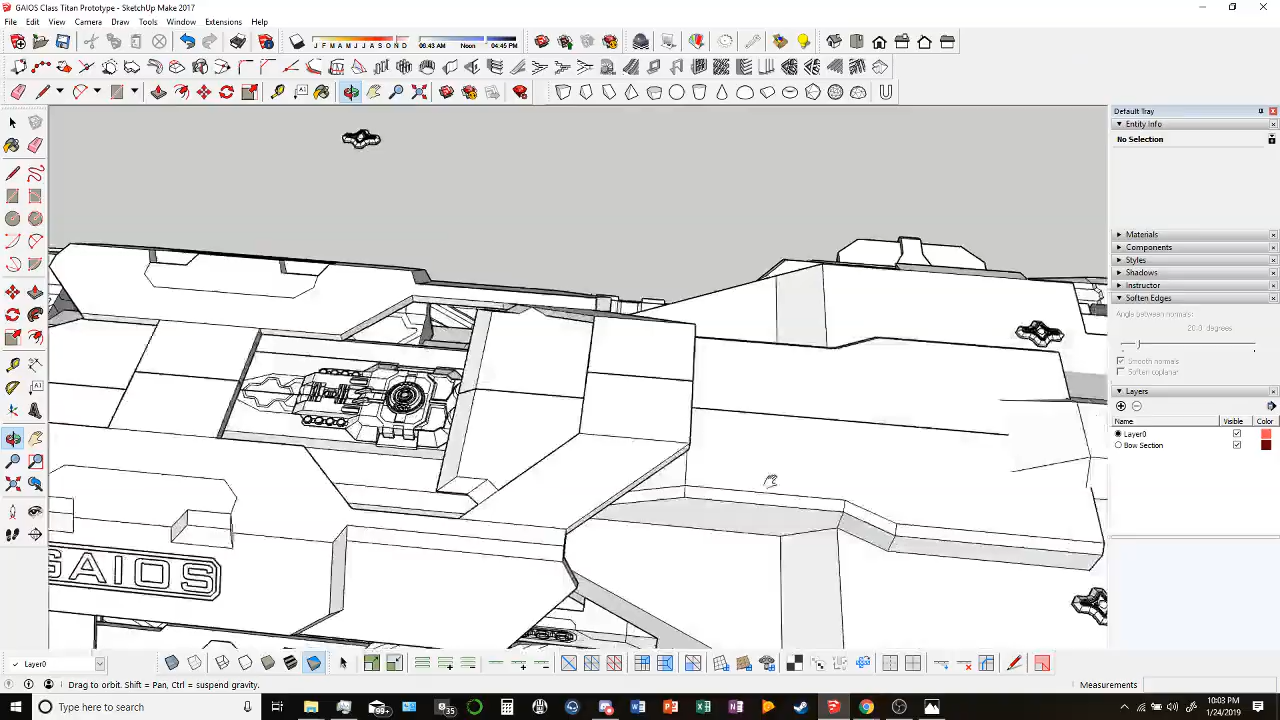 GAIOS Class Titan Prototype - SketchUp Make 2017
File Edit View Camera Draw Tools Window Extensions Help
J F M A M J J A S O N D
06:43 AM Noon 04:45 PM
Default Tray
Entity Info
No Selection
Materials
Components
Styles
Shadows
Instructor
Soften Edges
Angle between normals:
20.0 degrees
Smooth normals
Soften coplanar
Layers
Name Visible Color
Layer0
Bow Section
GAIOS
Layer0
Drag to orbit. Shift = Pan, Ctrl = suspend gravity.
Measurements
Type here to search
99+
35
10:03 PM
1/24/2019